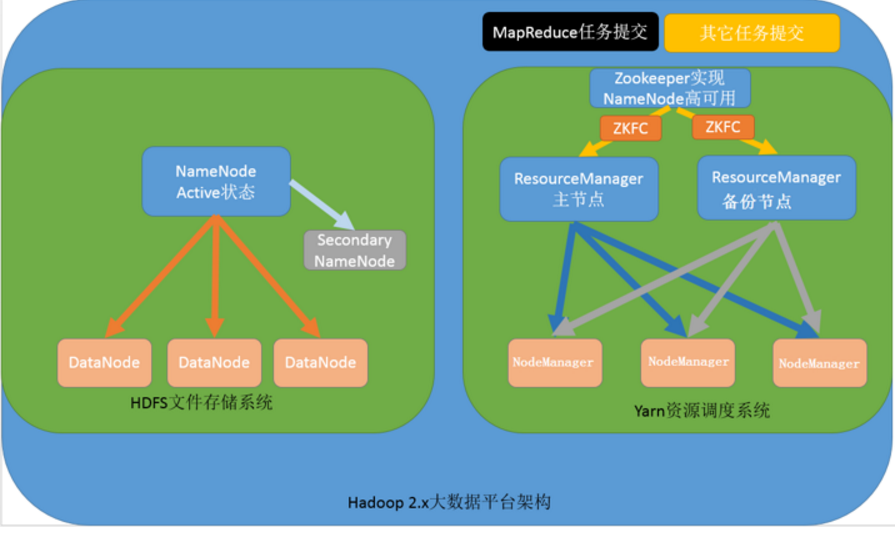 MapReduce任务提交
其它任务提交
Zookeeper实现
NameNode高可用
ZKFC
ZKFC
NameNode
Active状态
ResourceManager
主节点
ResourceManager
备份节点
Secondary
NameNode
DataNode
DataNode
DataNode
NodeManager
NodeManager
NodeManager
HDFS文件存储系统
Yarn资源调度系统
Hadoop 2.x大数据平台架构